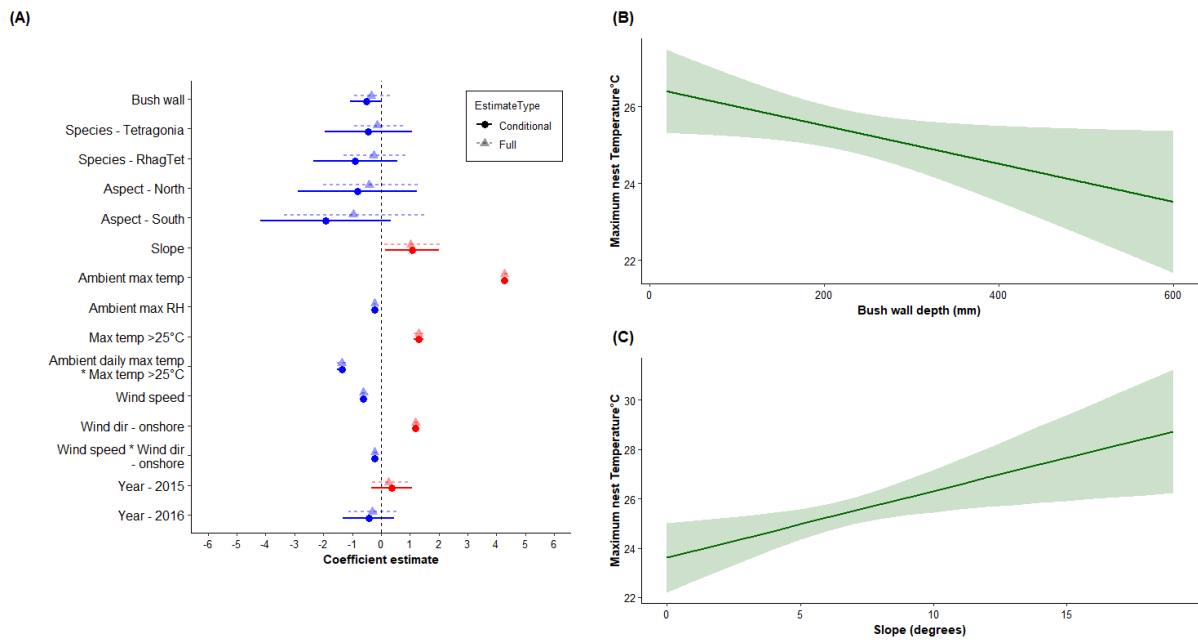 (A)
Bush wall
Species - Tetragonia
Species - RhagTet
Aspect - North
Aspect - South
Slope
Ambient max temp
Ambient max RH
Max temp >25°C
Ambient daily max temp
* Max temp >25°C
Wind speed
Wind dir - onshore
Wind speed * Wind dir
- onshore
Year - 2015
Year - 2016
-6 -5 -4 -3 -2 -1 0 1 2 3 4 5 6
Coefficient estimate
EstimateType
Conditional
Full
(B)
Maximum nest Temperature°C
26
24
22
0 200 400 600
Bush wall depth (mm)
(C)
Maximum nest Temperature°C
30
28
26
24
22
0 5 10 15
Slope (degrees)